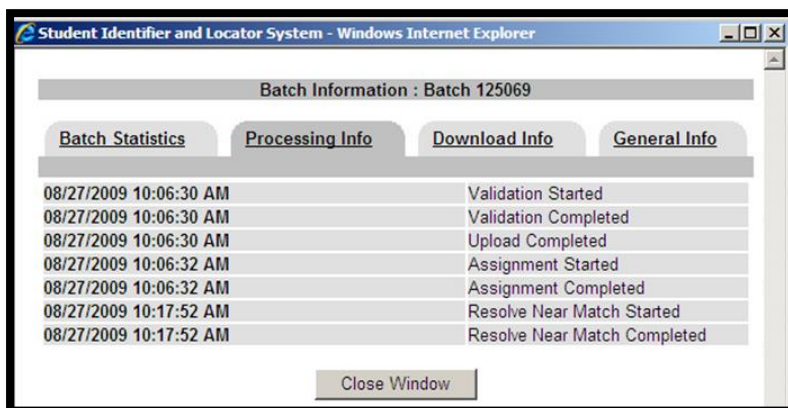 Student Identifier and Locator System - Windows Internet Explorer
Batch Information : Batch 125069
Batch Statistics Processing Info Download Info General Info
08/27/2009 10:06:30 AM Validation Started
08/27/2009 10:06:30 AM Validation Completed
08/27/2009 10:06:30 AM Upload Completed
08/27/2009 10:06:32 AM Assignment Started
08/27/2009 10:06:32 AM Assignment Completed
08/27/2009 10:17:52 AM Resolve Near Match Started
08/27/2009 10:17:52 AM Resolve Near Match Completed
Close Window